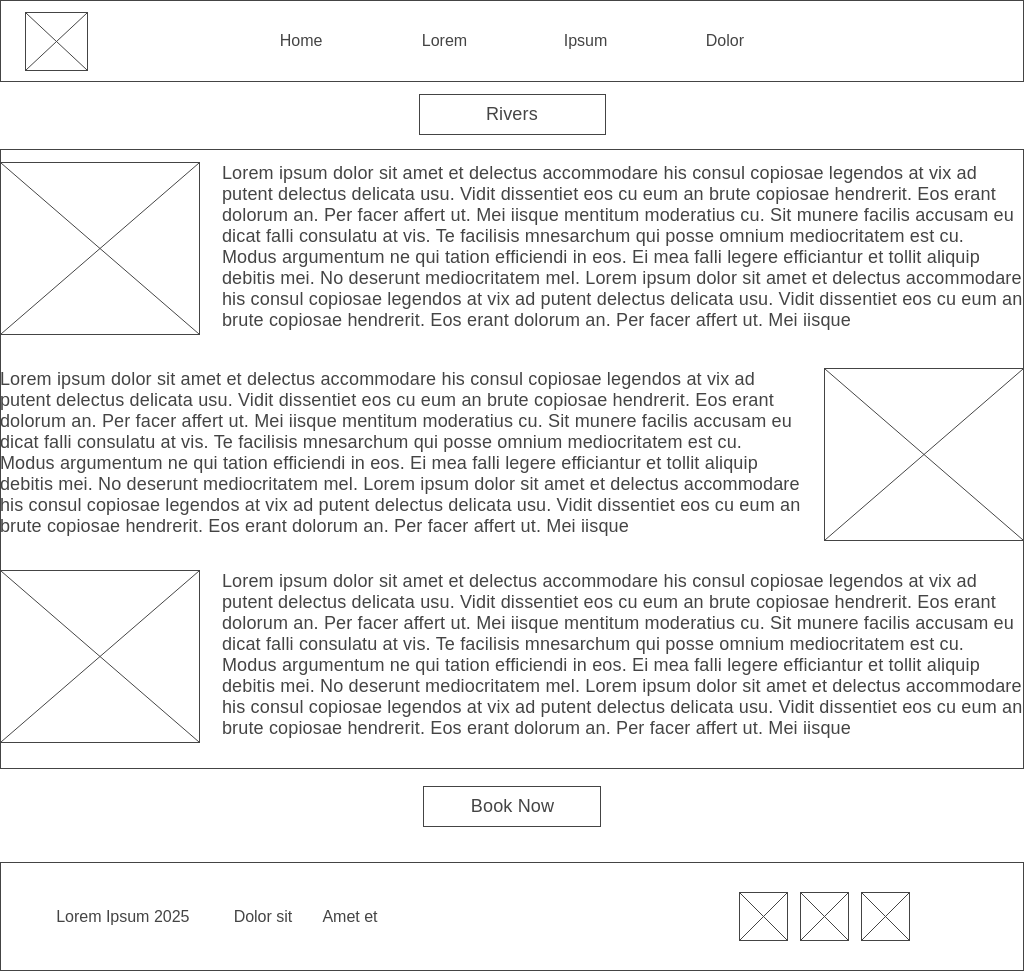 Home Lorem Ipsum Dolor
Rivers
Lorem ipsum dolor sit amet et delectus accommodare his consul copiosae legendos at vix ad
putent delectus delicata usu. Vidit dissentiet eos cu eum an brute copiosae hendrerit. Eos erant
dolorum an. Per facer affert ut. Mei iisque mentitum moderatius cu. Sit munere facilis accusam eu
dicat falli consulatu at vis. Te facilisis mnesarchum qui posse omnium mediocritatem est cu.
Modus argumentum ne qui tation efficiendi in eos. Ei mea falli legere efficiantur et tollit aliquip
debitis mei. No deserunt mediocritatem mel. Lorem ipsum dolor sit amet et delectus accommodare
his consul copiosae legendos at vix ad putent delectus delicata usu. Vidit dissentiet eos cu eum an
brute copiosae hendrerit. Eos erant dolorum an. Per facer affert ut. Mei iisque
Lorem ipsum dolor sit amet et delectus accommodare his consul copiosae legendos at vix ad
putent delectus delicata usu. Vidit dissentiet eos cu eum an brute copiosae hendrerit. Eos erant
dolorum an. Per facer affert ut. Mei iisque mentitum moderatius cu. Sit munere facilis accusam eu
dicat falli consulatu at vis. Te facilisis mnesarchum qui posse omnium mediocritatem est cu.
Modus argumentum ne qui tation efficiendi in eos. Ei mea falli legere efficiantur et tollit aliquip
debitis mei. No deserunt mediocritatem mel. Lorem ipsum dolor sit amet et delectus accommodare
his consul copiosae legendos at vix ad putent delectus delicata usu. Vidit dissentiet eos cu eum an
brute copiosae hendrerit. Eos erant dolorum an. Per facer affert ut. Mei iisque
Lorem ipsum dolor sit amet et delectus accommodare his consul copiosae legendos at vix ad
putent delectus delicata usu. Vidit dissentiet eos cu eum an brute copiosae hendrerit. Eos erant
dolorum an. Per facer affert ut. Mei iisque mentitum moderatius cu. Sit munere facilis accusam eu
dicat falli consulatu at vis. Te facilisis mnesarchum qui posse omnium mediocritatem est cu.
Modus argumentum ne qui tation efficiendi in eos. Ei mea falli legere efficiantur et tollit aliquip
debitis mei. No deserunt mediocritatem mel. Lorem ipsum dolor sit amet et delectus accommodare
his consul copiosae legendos at vix ad putent delectus delicata usu. Vidit dissentiet eos cu eum an
brute copiosae hendrerit. Eos erant dolorum an. Per facer affert ut. Mei iisque
Book Now
Lorem Ipsum 2025 Dolor sit Amet et